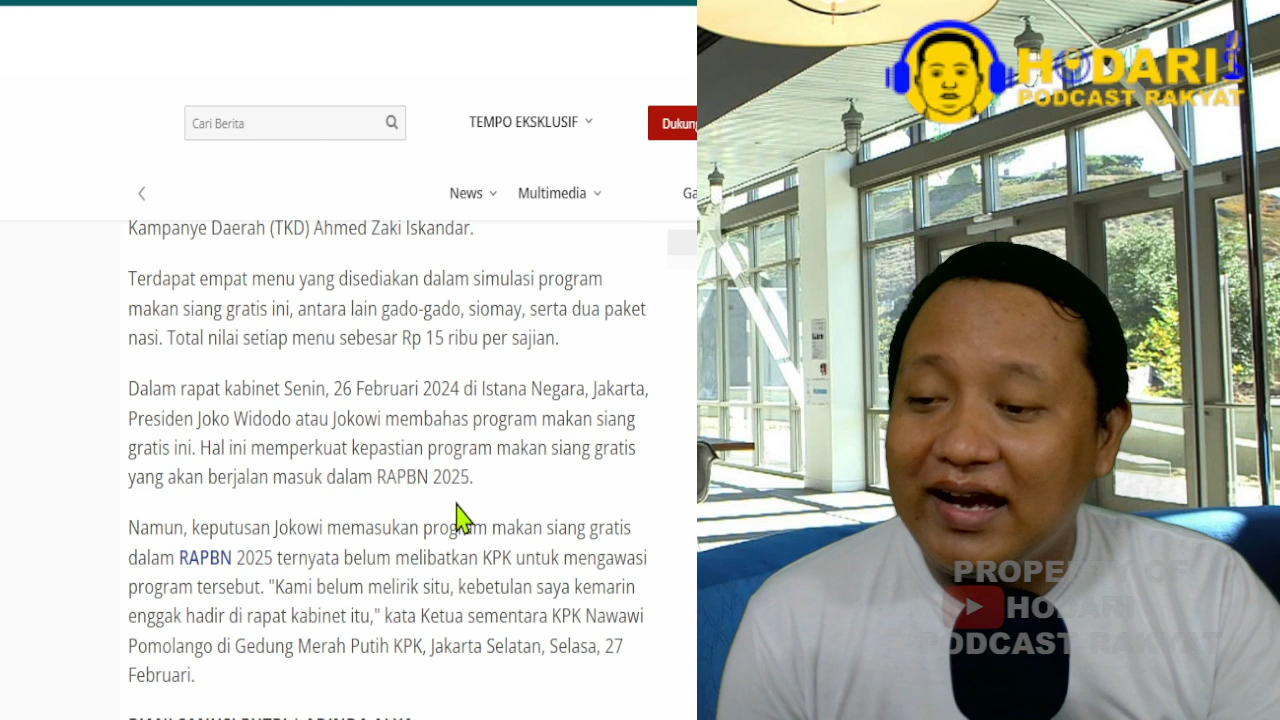 Cari Berita
TEMPO EKSKLUSIF
Dukung
News
Multimedia
Ga
Kampanye Daerah (TKD) Ahmed Zaki Iskandar.
Terdapat empat menu yang disediakan dalam simulasi program
makan siang gratis ini, antara lain gado-gado, siomay, serta dua paket
nasi. Total nilai setiap menu sebesar Rp 15 ribu per sajian.
Dalam rapat kabinet Senin, 26 Februari 2024 di Istana Negara, Jakarta,
Presiden Joko Widodo atau Jokowi membahas program makan siang
gratis ini. Hal ini memperkuat kepastian program makan siang gratis
yang akan berjalan masuk dalam RAPBN 2025.
Namun, keputusan Jokowi memasukan program makan siang gratis
dalam RAPBN 2025 ternyata belum melibatkan KPK untuk mengawasi
program tersebut. "Kami belum melirik situ, kebetulan saya kemarin
enggak hadir di rapat kabinet itu," kata Ketua sementara KPK Nawawi
Pomolango di Gedung Merah Putih KPK, Jakarta Selatan, Selasa, 27
Februari.
HODARI
PODCAST RAKYAT
PROPERTY OF
HODARI
PODCAST RAKYAT